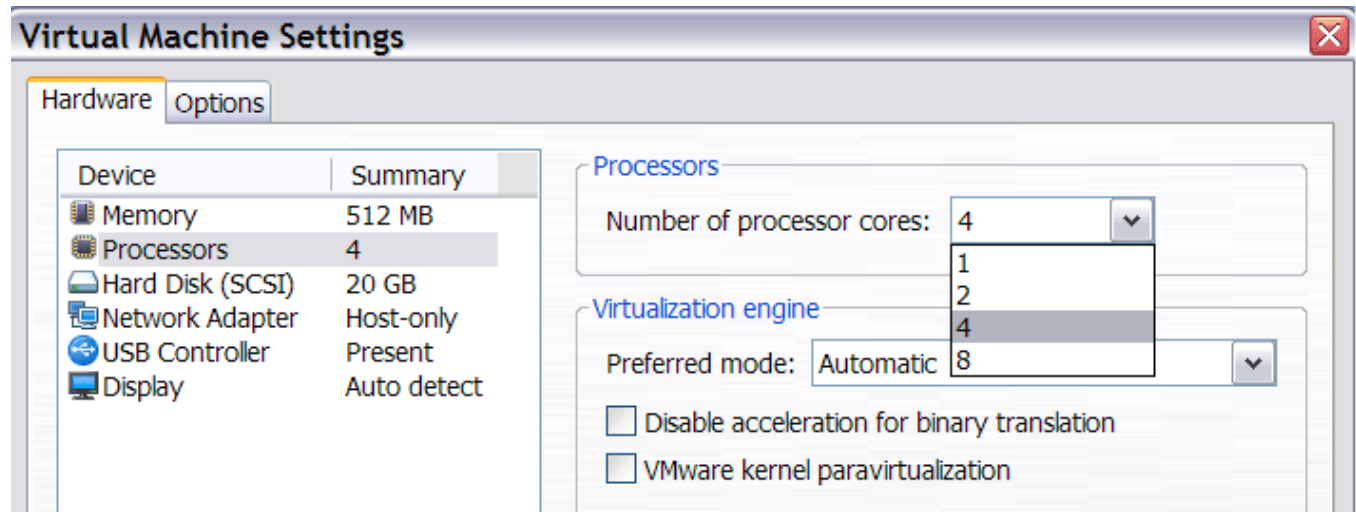 Virtual Machine Settings
Hardware Options
Device Summary
Memory 512 MB
Processors 4
Hard Disk (SCSI) 20 GB
Network Adapter Host-only
USB Controller Present
Display Auto detect
Processors
Number of processor cores: 4
1
2
4
8
Virtualization engine
Preferred mode: Automatic
Disable acceleration for binary translation
VMware kernel paravirtualization